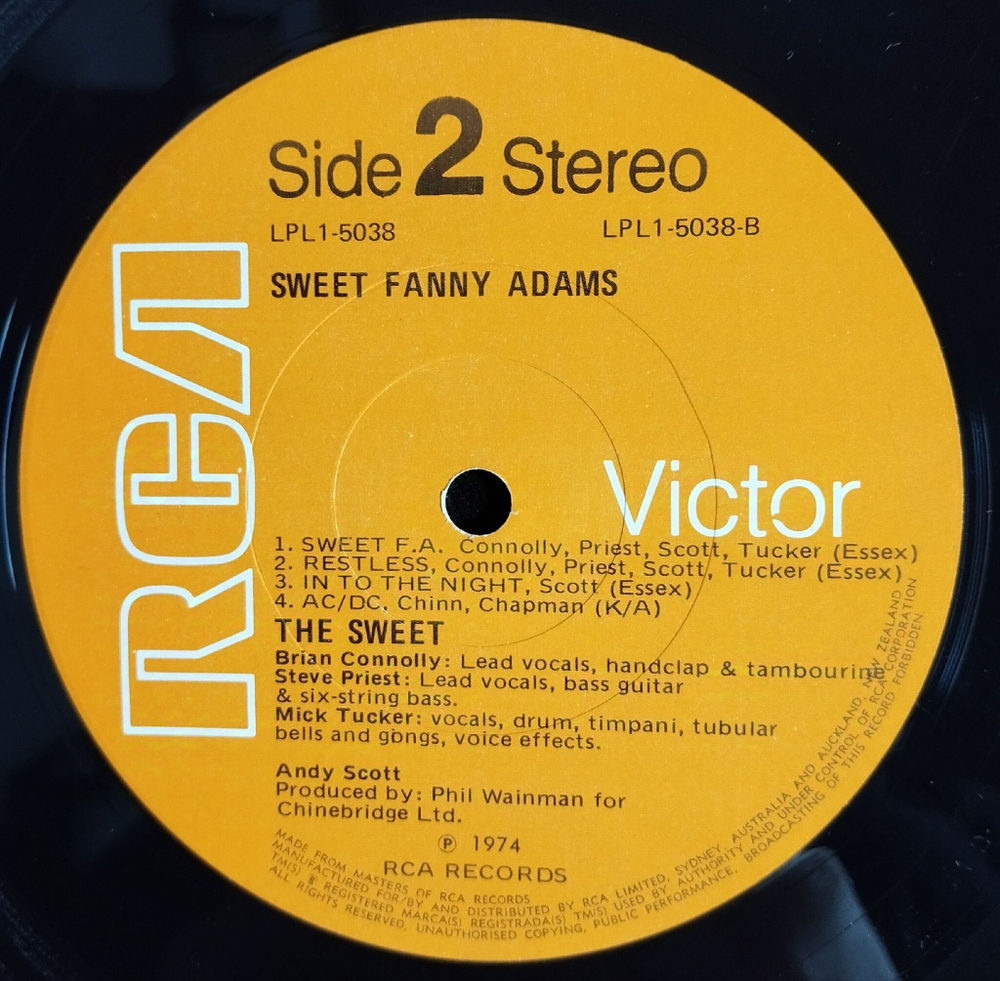 Side 2 Stereo
LPL1-5038 LPL1-5038-B
SWEET FANNY ADAMS
RCA
Victor
1. SWEET F.A. Connolly, Priest, Scott, Tucker (Essex)
2. RESTLESS, Connolly, Priest, Scott, Tucker (Essex)
3. IN TO THE NIGHT, Scott (Essex)
4. AC/DC, Chinn, Chapman (K/A)
THE SWEET
Brian Connolly: Lead vocals, handclap & tambourine
Steve Priest: Lead vocals, bass guitar
& six-string bass.
Mick Tucker: vocals, drum, timpani, tubular
bells and gongs, voice effects.
Andy Scott
Produced by: Phil Wainman for
Chinebridge Ltd.
℗ 1974
RCA RECORDS
MADE FROM MASTERS OF RCA RECORDS
MANUFACTURED FOR/BY AND DISTRIBUTED BY RCA LIMITED, SYDNEY, AUSTRALIA AND AUCKLAND, NEW ZEALAND
TM(S) ® REGISTERED MARCA(S) REGISTRADA(S) TM(S) USED BY AUTHORITY AND UNDER CONTROL OF RCA CORPORATION
ALL RIGHTS RESERVED, UNAUTHORISED COPYING, PUBLIC PERFORMANCE, BROADCASTING OF THIS RECORD FORBIDDEN